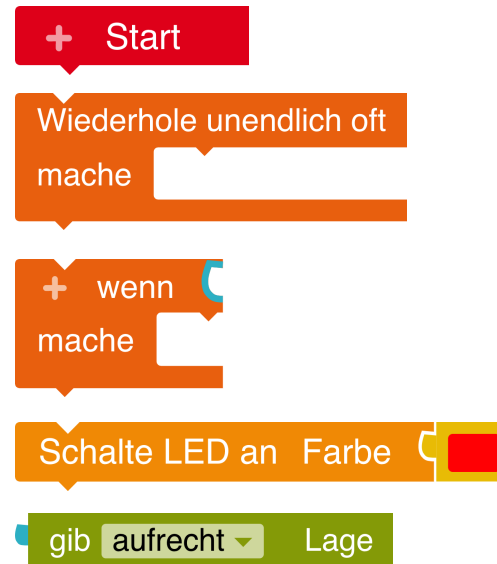 + Start
Wiederhole unendlich oft
mache
+ wenn
mache
Schalte LED an Farbe
gib aufrecht Lage